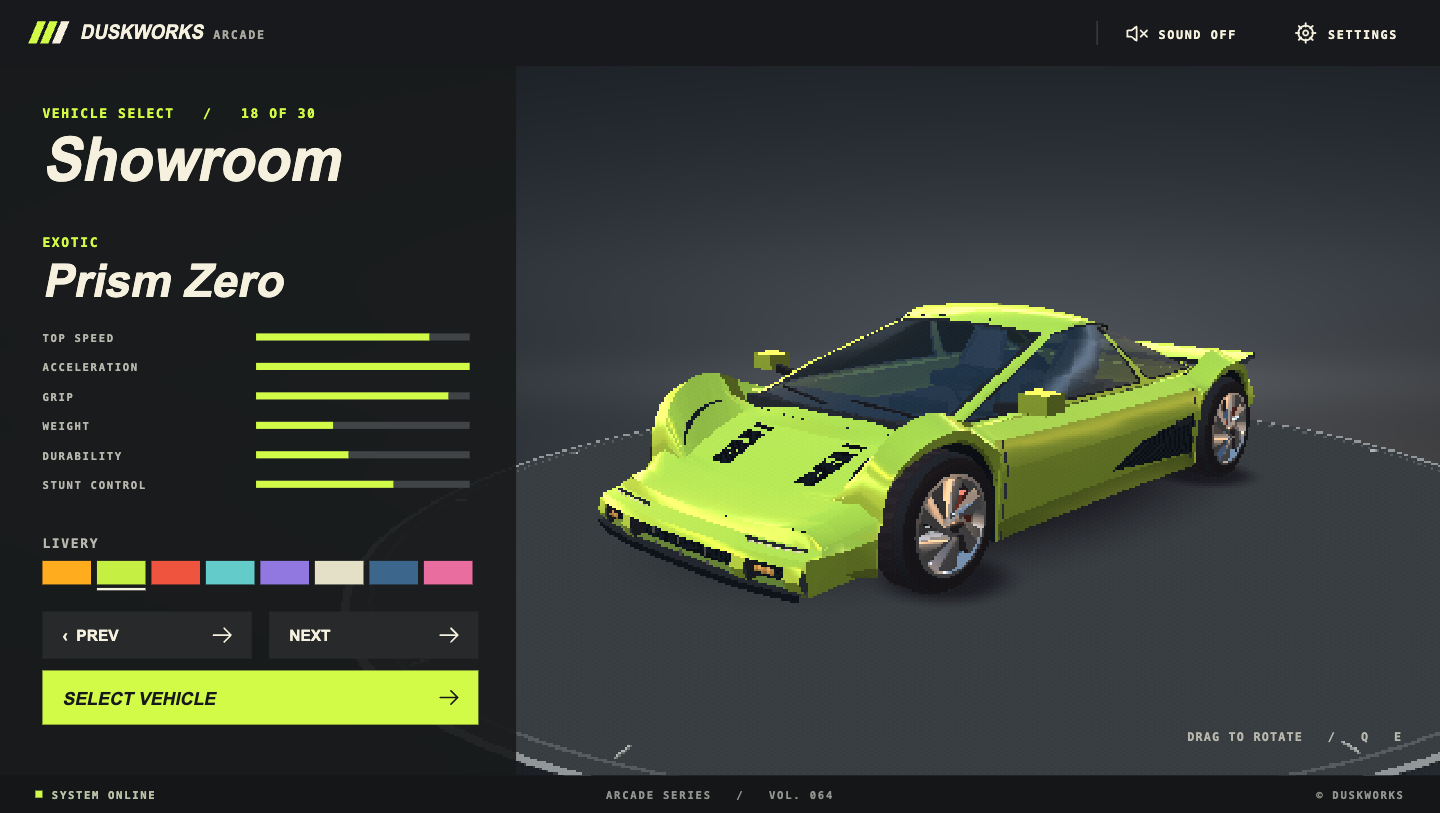 DUSKWORKS ARCADE
SOUND OFF
SETTINGS
VEHICLE SELECT / 18 OF 30
Showroom
EXOTIC
Prism Zero
TOP SPEED
ACCELERATION
GRIP
WEIGHT
DURABILITY
STUNT CONTROL
LIVERY
‹ PREV
NEXT
SELECT VEHICLE
DRAG TO ROTATE / Q E
SYSTEM ONLINE
ARCADE SERIES / VOL. 064
© DUSKWORKS